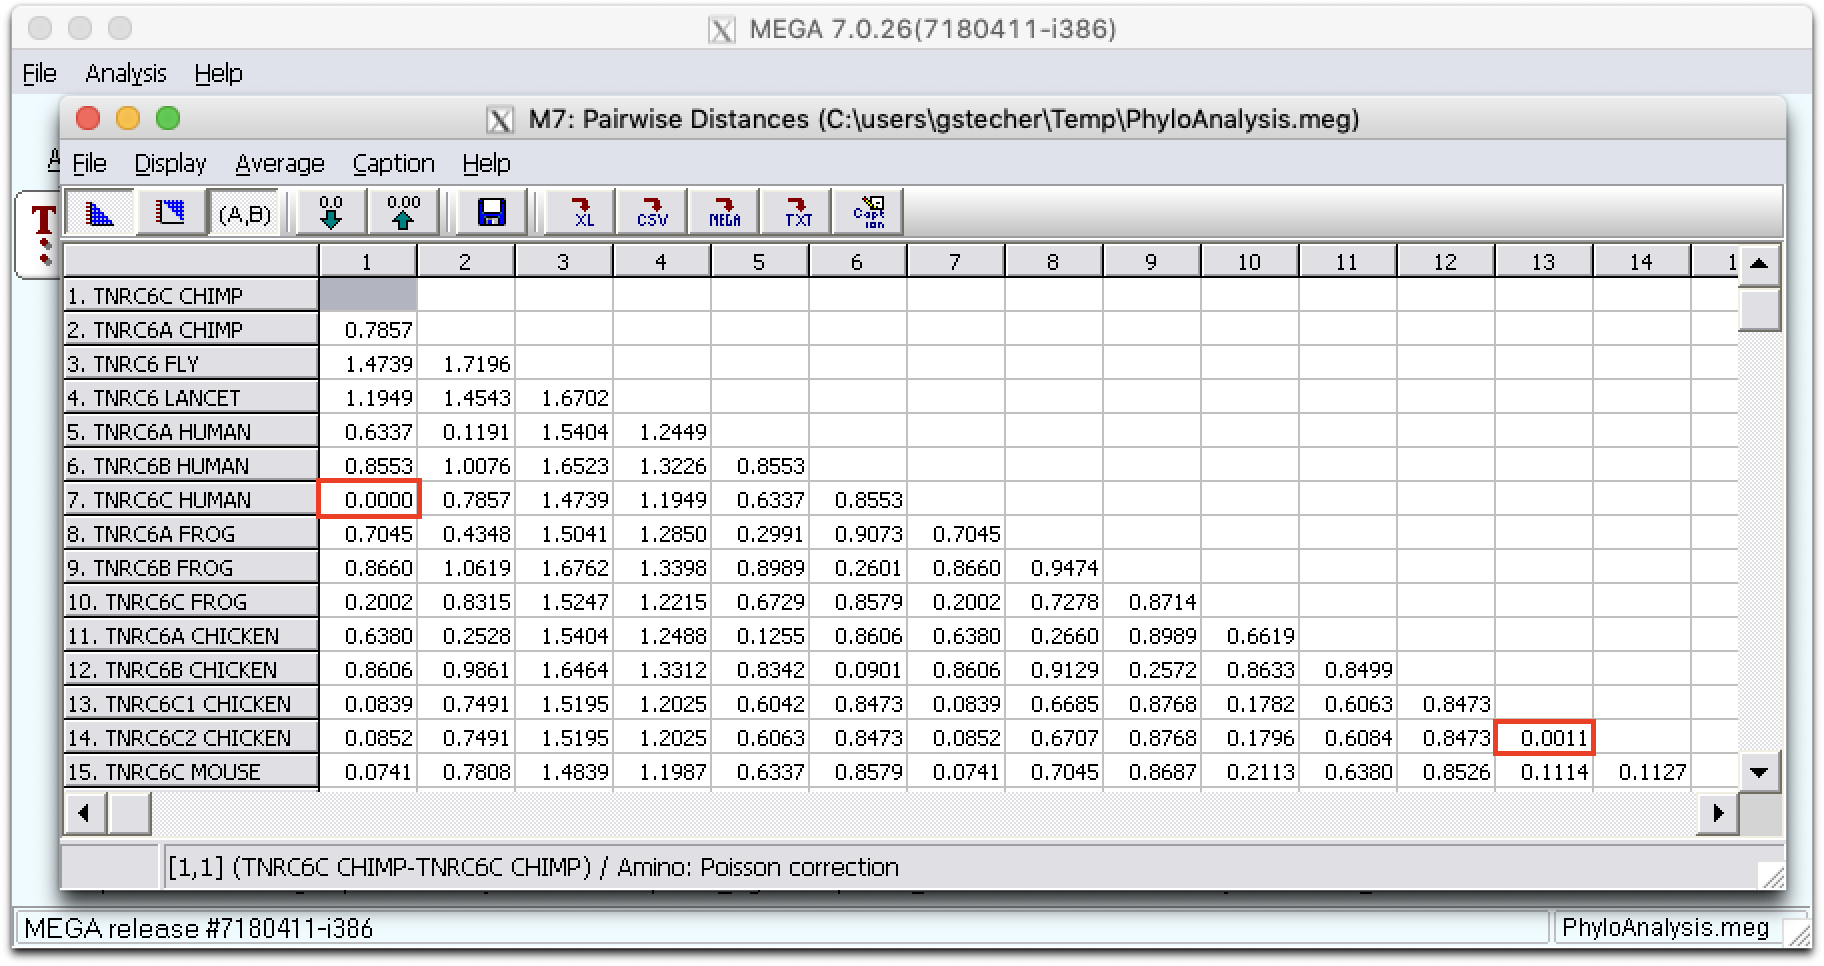 MEGA 7.0.26(7180411-i386)
File Analysis Help
M7: Pairwise Distances (C:\users\gstecher\Temp\PhyloAnalysis.meg)
File Display Average Caption Help
(A,B) 0.0 0.00 XL CSV MEGA TXT Capt ion
1 2 3 4 5 6 7 8 9 10 11 12 13 14 1
1. TNRC6C CHIMP
2. TNRC6A CHIMP 0.7857
3. TNRC6 FLY 1.4739 1.7196
4. TNRC6 LANCET 1.1949 1.4543 1.6702
5. TNRC6A HUMAN 0.6337 0.1191 1.5404 1.2449
6. TNRC6B HUMAN 0.8553 1.0076 1.6523 1.3226 0.8553
7. TNRC6C HUMAN 0.0000 0.7857 1.4739 1.1949 0.6337 0.8553
8. TNRC6A FROG 0.7045 0.4348 1.5041 1.2850 0.2991 0.9073 0.7045
9. TNRC6B FROG 0.8660 1.0619 1.6762 1.3398 0.8989 0.2601 0.8660 0.9474
10. TNRC6C FROG 0.2002 0.8315 1.5247 1.2215 0.6729 0.8579 0.2002 0.7278 0.8714
11. TNRC6A CHICKEN 0.6380 0.2528 1.5404 1.2488 0.1255 0.8606 0.6380 0.2660 0.8989 0.6619
12. TNRC6B CHICKEN 0.8606 0.9861 1.6464 1.3312 0.8342 0.0901 0.8606 0.9129 0.2572 0.8633 0.8499
13. TNRC6C1 CHICKEN 0.0839 0.7491 1.5195 1.2025 0.6042 0.8473 0.0839 0.6685 0.8768 0.1782 0.6063 0.8473
14. TNRC6C2 CHICKEN 0.0852 0.7491 1.5195 1.2025 0.6063 0.8473 0.0852 0.6707 0.8768 0.1796 0.6084 0.8473 0.0011
15. TNRC6C MOUSE 0.0741 0.7808 1.4839 1.1987 0.6337 0.8579 0.0741 0.7045 0.8687 0.2113 0.6380 0.8526 0.1114 0.1127
[1,1] (TNRC6C CHIMP-TNRC6C CHIMP) / Amino: Poisson correction
MEGA release #7180411-i386 PhyloAnalysis.meg